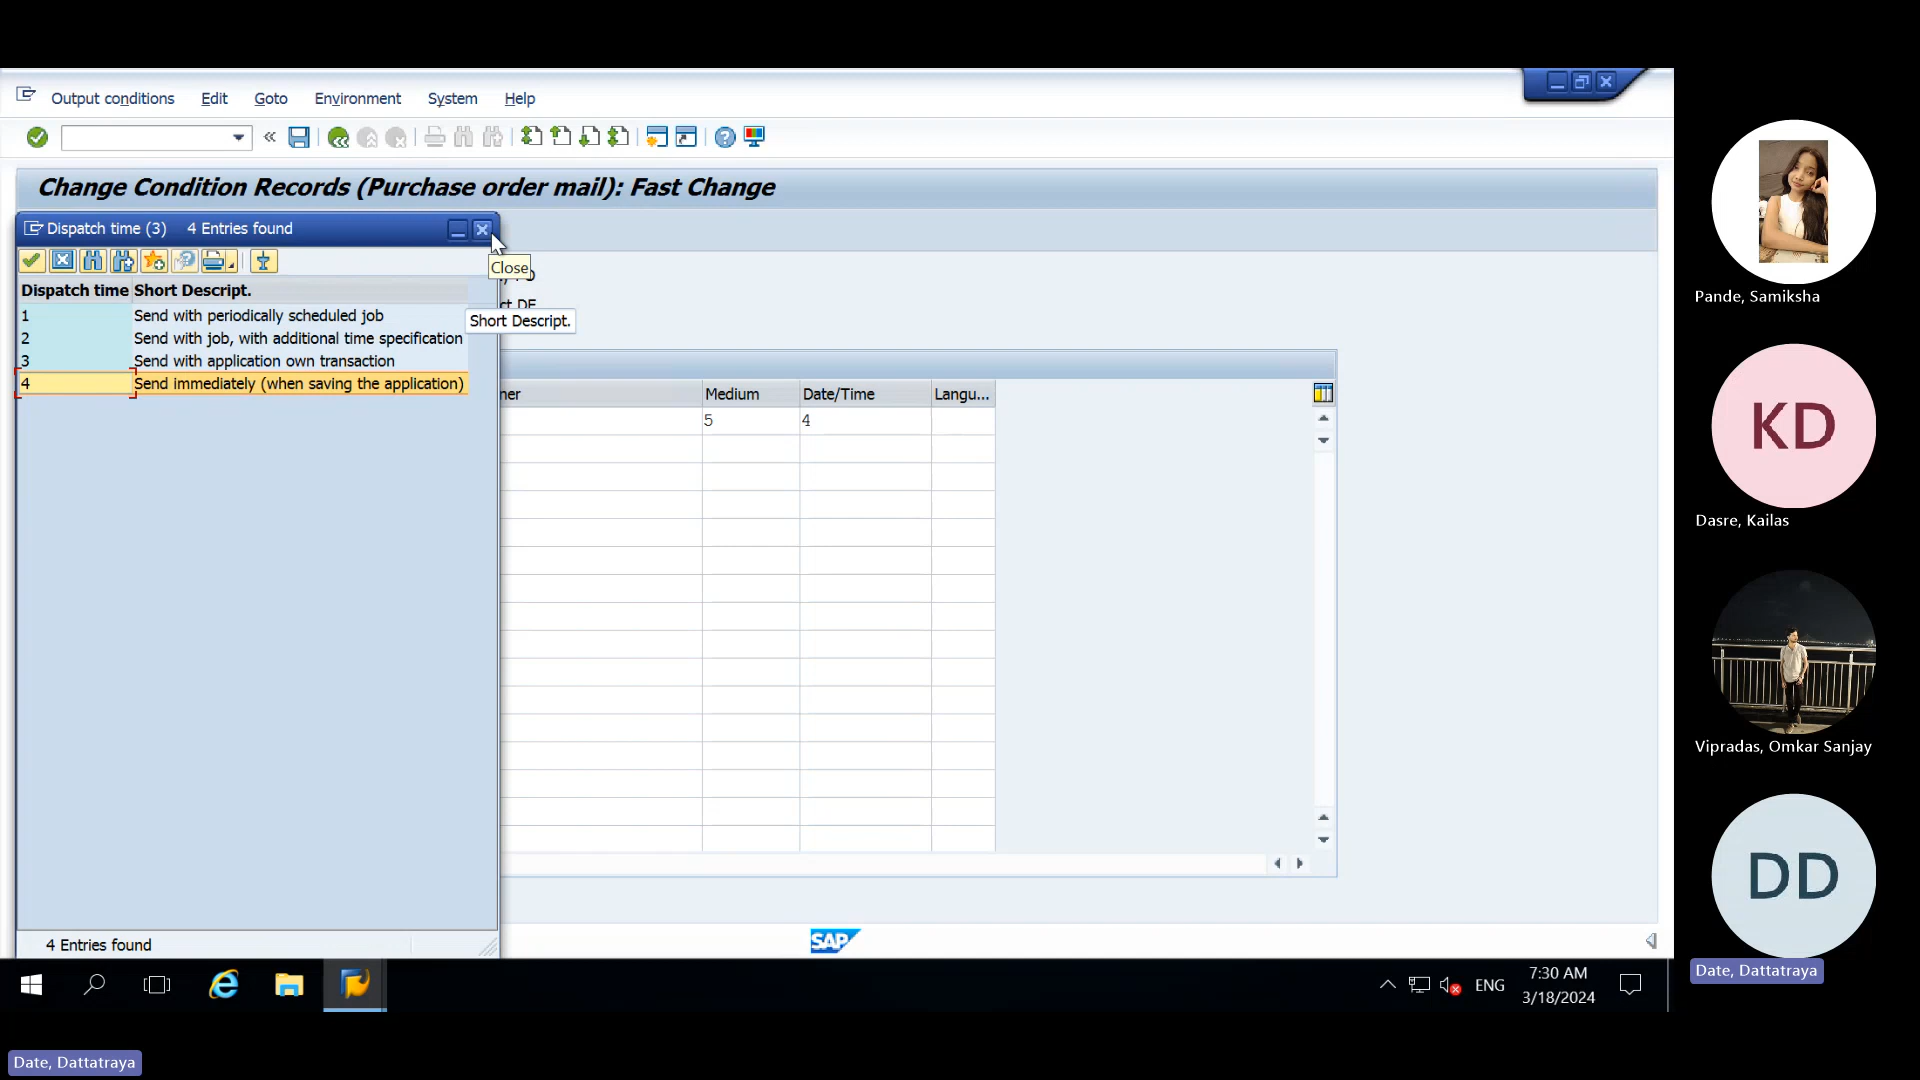 Output conditions Edit Goto Environment System Help
Change Condition Records (Purchase order mail): Fast Change
Dispatch time (3) 4 Entries found
Close
Dispatch time Short Descript.
1 Send with periodically scheduled job
Short Descript.
2 Send with job, with additional time specification
3 Send with application own transaction
4 Send immediately (when saving the application)
ner Medium Date/Time Langu...
5 4
4 Entries found
SAP
ENG
7:30 AM
3/18/2024
Pande, Samiksha
KD
Dasre, Kailas
Vipradas, Omkar Sanjay
DD
Date, Dattatraya
Date, Dattatraya